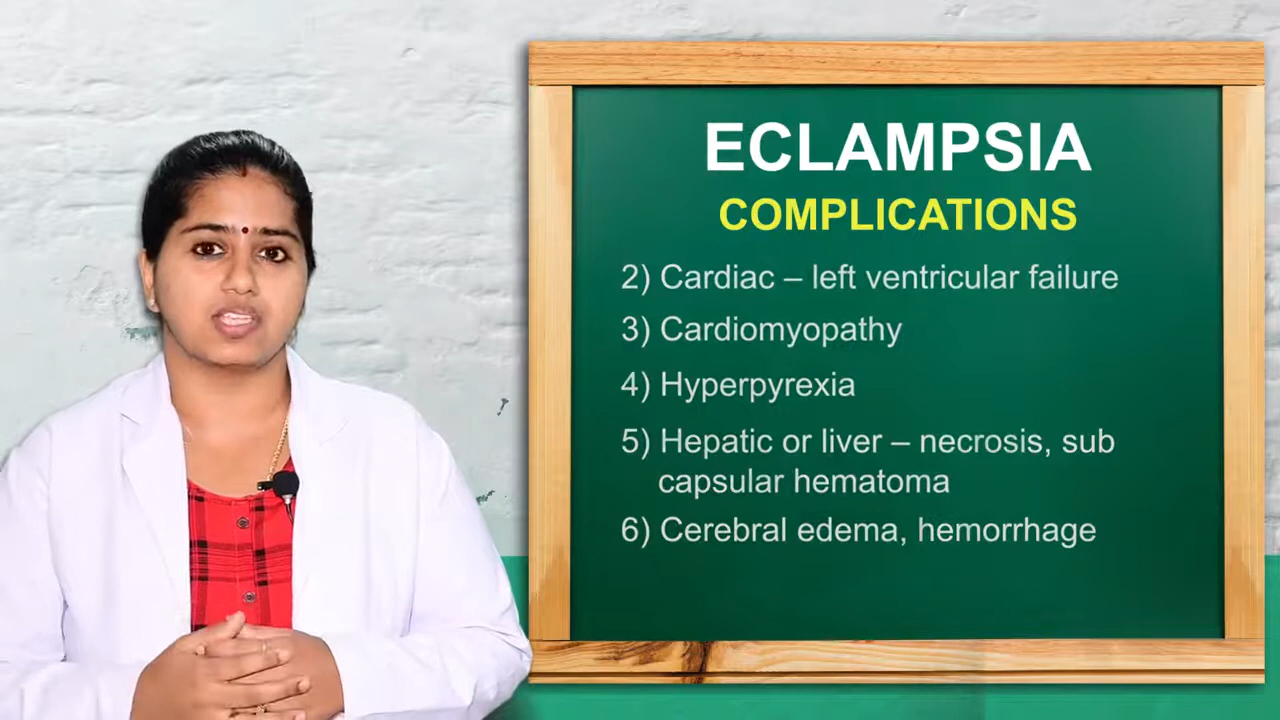 ECLAMPSIA
COMPLICATIONS
2) Cardiac – left ventricular failure
3) Cardiomyopathy
4) Hyperpyrexia
5) Hepatic or liver – necrosis, sub
capsular hematoma
6) Cerebral edema, hemorrhage